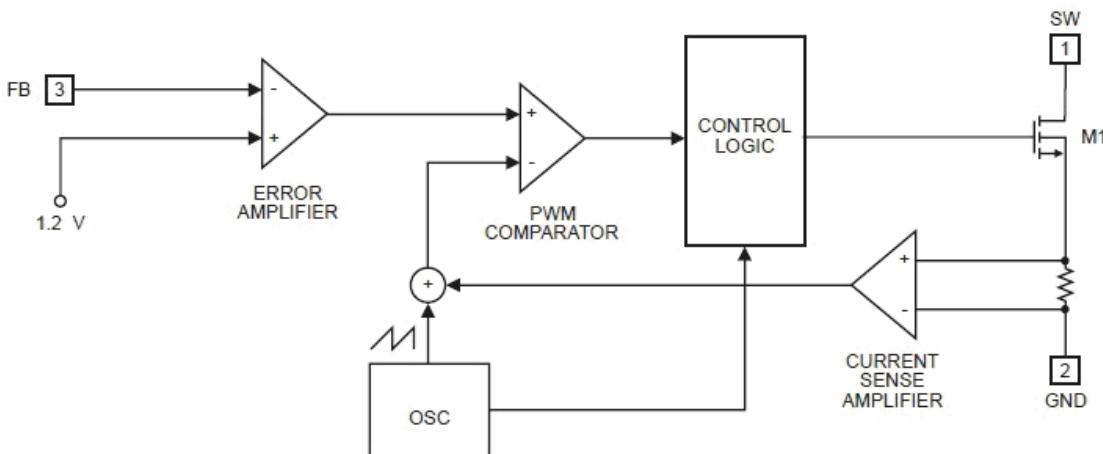 SW
1
FB 3
-
+
+
-
CONTROL
LOGIC
M1
ERROR
AMPLIFIER
1.2 V
PWM
COMPARATOR
+
+
-
CURRENT
SENSE
AMPLIFIER
2
GND
OSC